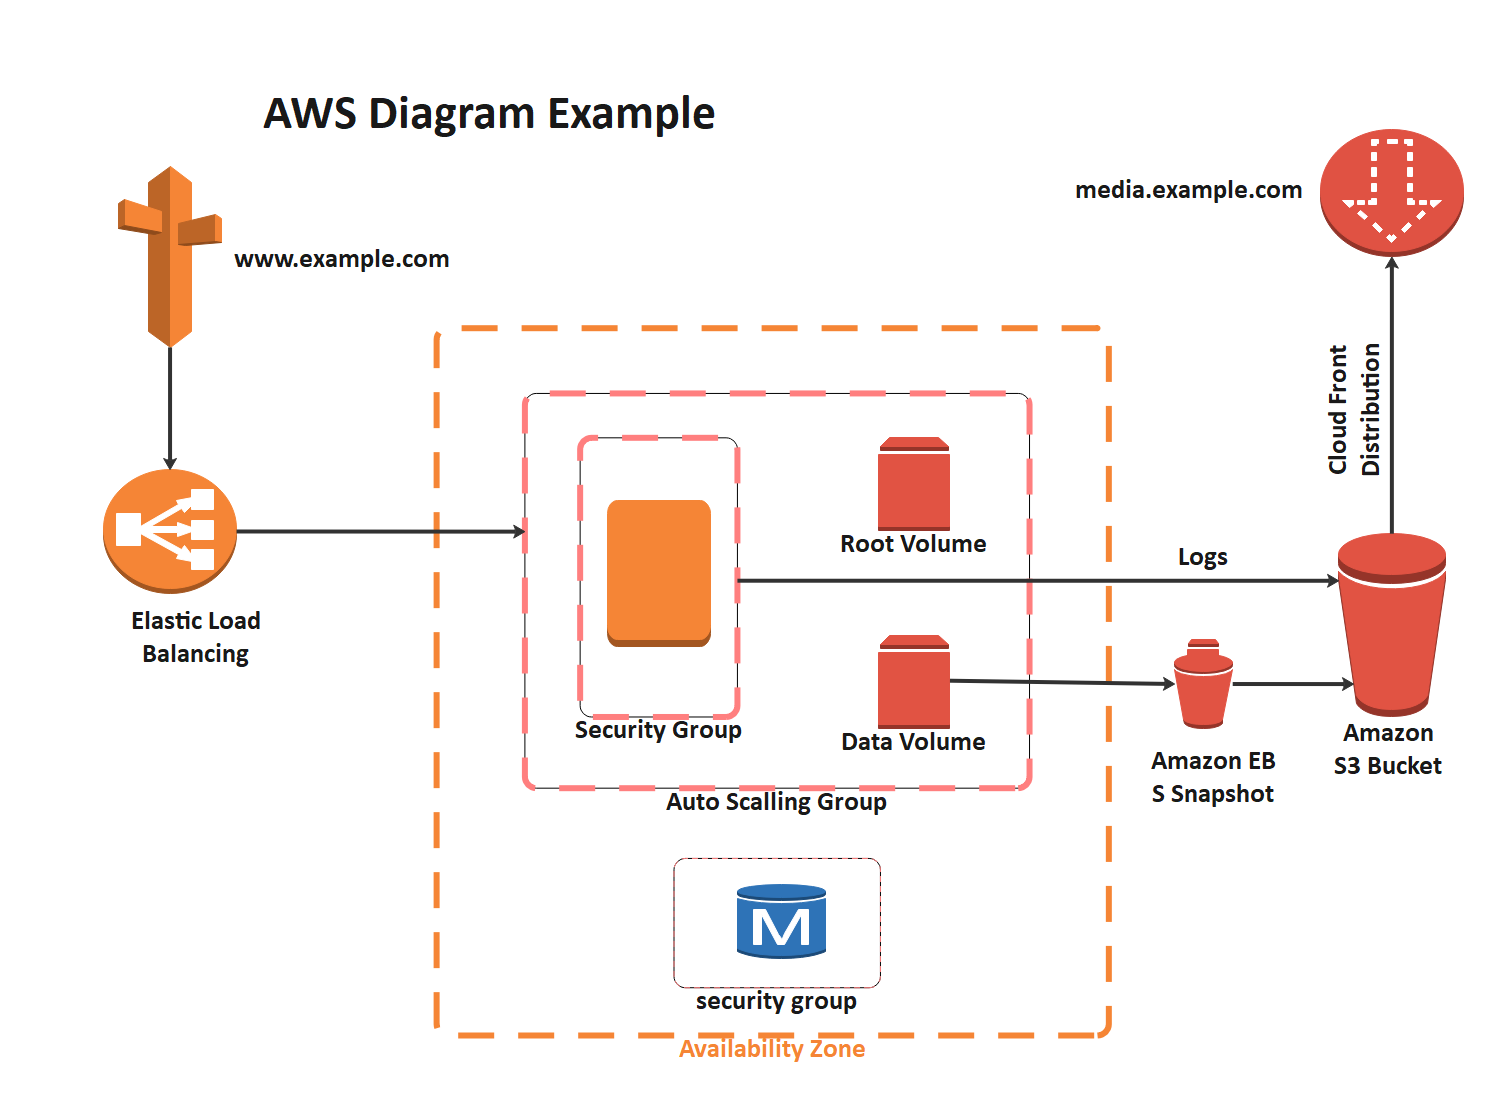 AWS Diagram Example
media.example.com
www.example.com
Cloud Front
Distribution
Root Volume
Logs
Elastic Load
Balancing
Security Group
Data Volume
Amazon EB
S Snapshot
Amazon
S3 Bucket
Auto Scalling Group
M
security group
Availability Zone